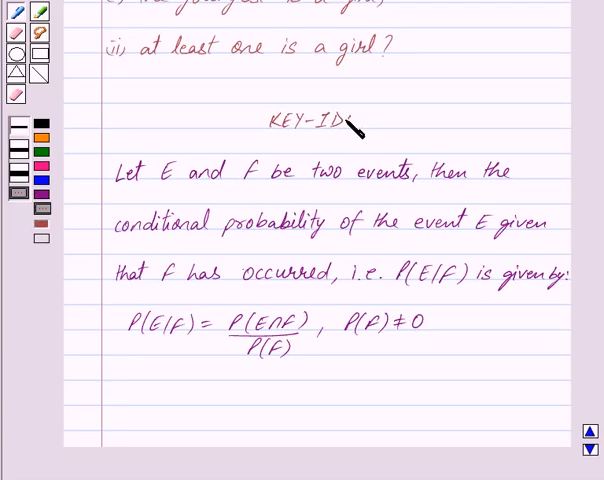 ii) at least one is a girl?
KEY-ID
Let E and F be two events, then the
conditional probability of the event E given
that F has occurred, i.e. P(E/F) is given by:
P(E/F) = P(E∩F) / P(F), P(F) ≠ 0